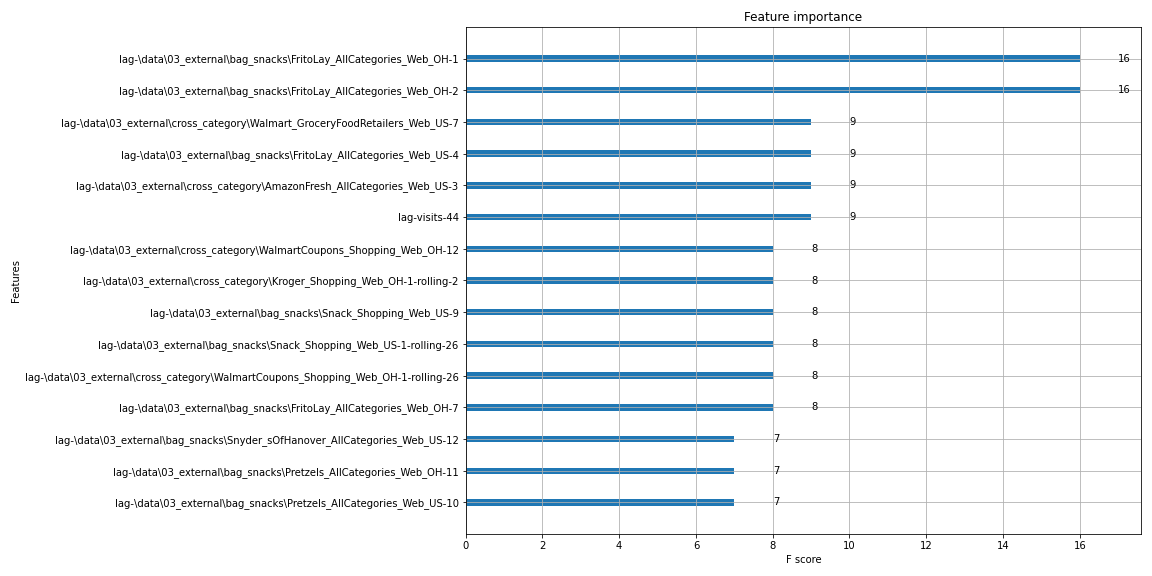 Feature importance
lag-\data\03_external\bag_snacks\FritoLay_AllCategories_Web_OH-1 16
lag-\data\03_external\bag_snacks\FritoLay_AllCategories_Web_OH-2 16
lag-\data\03_external\cross_category\Walmart_GroceryFoodRetailers_Web_US-7 9
lag-\data\03_external\bag_snacks\FritoLay_AllCategories_Web_US-4 9
lag-\data\03_external\cross_category\AmazonFresh_AllCategories_Web_US-3 9
lag-visits-44 9
lag-\data\03_external\cross_category\WalmartCoupons_Shopping_Web_OH-12 8
lag-\data\03_external\cross_category\Kroger_Shopping_Web_OH-1-rolling-2 8
lag-\data\03_external\bag_snacks\Snack_Shopping_Web_US-9 8
lag-\data\03_external\bag_snacks\Snack_Shopping_Web_US-1-rolling-26 8
lag-\data\03_external\cross_category\WalmartCoupons_Shopping_Web_OH-1-rolling-26 8
lag-\data\03_external\bag_snacks\FritoLay_AllCategories_Web_OH-7 8
lag-\data\03_external\bag_snacks\Snyder_sOfHanover_AllCategories_Web_US-12 7
lag-\data\03_external\bag_snacks\Pretzels_AllCategories_Web_OH-11 7
lag-\data\03_external\bag_snacks\Pretzels_AllCategories_Web_US-10 7
Features
0 2 4 6 8 10 12 14 16
F score